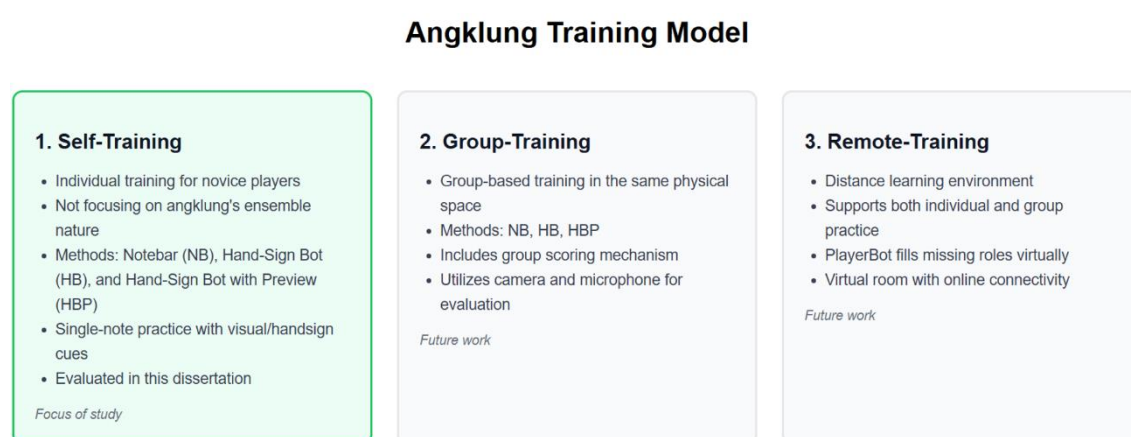 Angklung Training Model
1. Self-Training
• Individual training for novice players
• Not focusing on angklung's ensemble
nature
• Methods: Notebar (NB), Hand-Sign Bot
(HB), and Hand-Sign Bot with Preview
(HBP)
• Single-note practice with visual/handsign
cues
• Evaluated in this dissertation
Focus of study
2. Group-Training
• Group-based training in the same physical
space
• Methods: NB, HB, HBP
• Includes group scoring mechanism
• Utilizes camera and microphone for
evaluation
Future work
3. Remote-Training
• Distance learning environment
• Supports both individual and group
practice
• PlayerBot fills missing roles virtually
• Virtual room with online connectivity
Future work